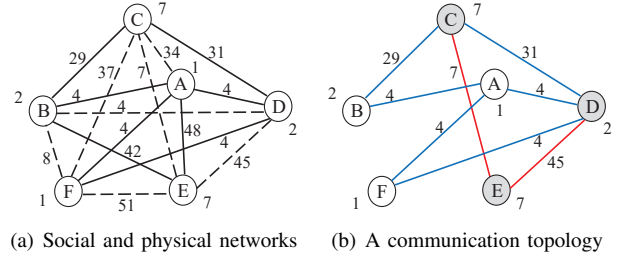 C 7
29 37 7 34 31
A 1
2 B 4 4 4 D 2
8 4 42 48 4 45
1 F 51 E 7
(a) Social and physical networks
C 7
29 7 31
A
2 B 4 1 4 D 2
4 4 45
1 F E 7
(b) A communication topology